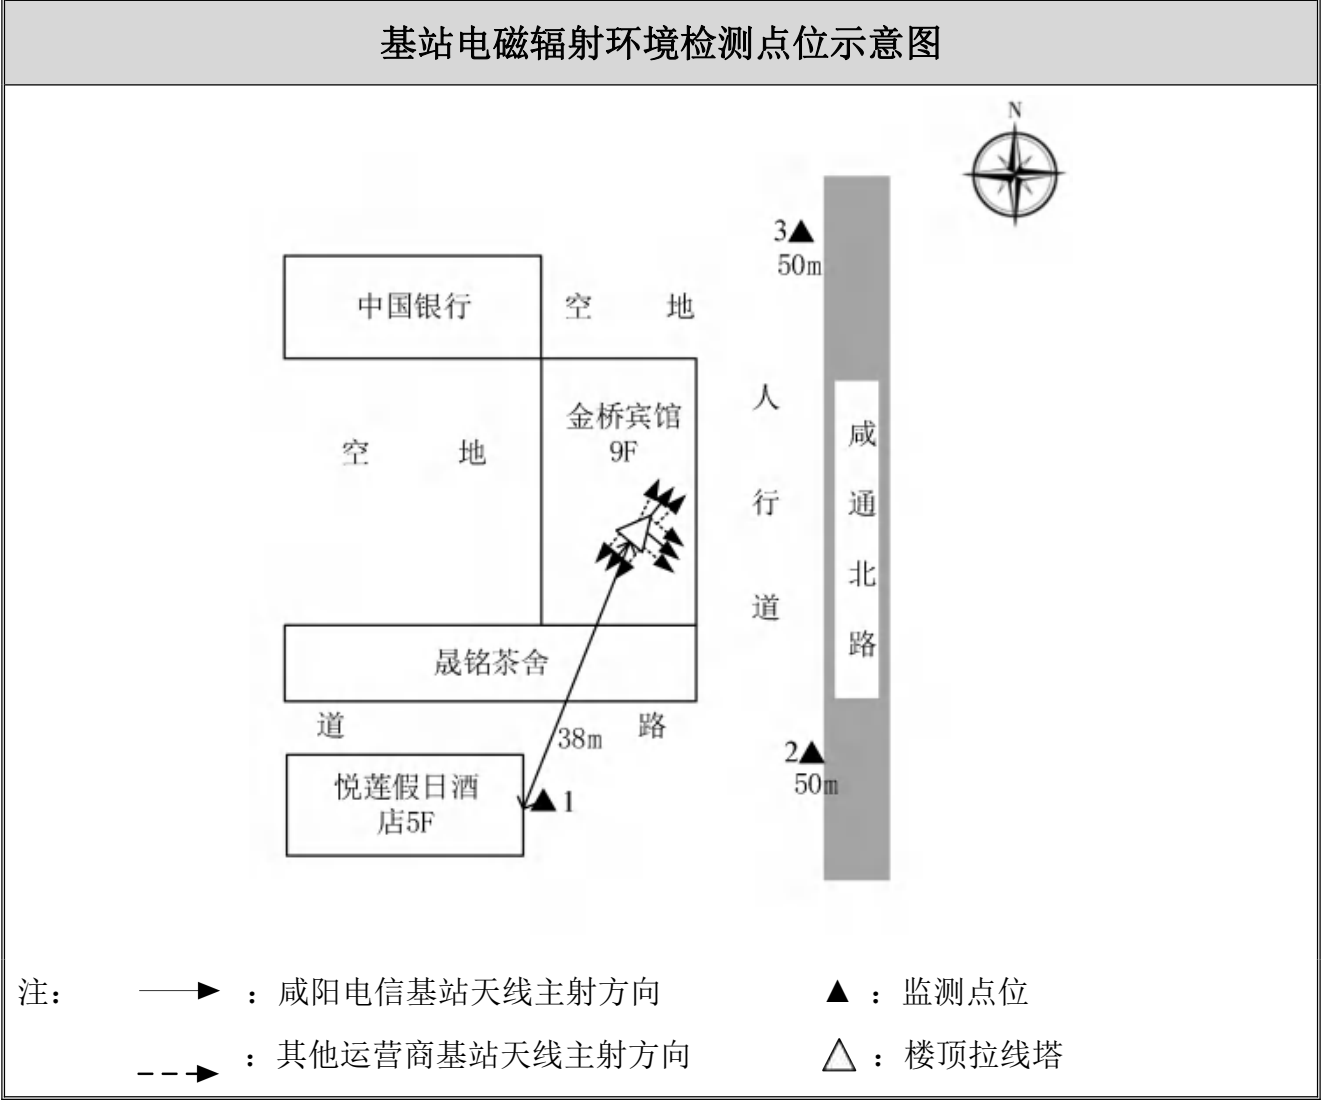 基站电磁辐射环境检测点位示意图
N
3▲
50m
中国银行
空 地
人行道
咸通北路
金桥宾馆
9F
空 地
晟铭茶舍
道 路
38m
2▲
50m
悦莲假日酒
店5F
▲1
注：
：咸阳电信基站天线主射方向
▲：监测点位
：其他运营商基站天线主射方向
△：楼顶拉线塔